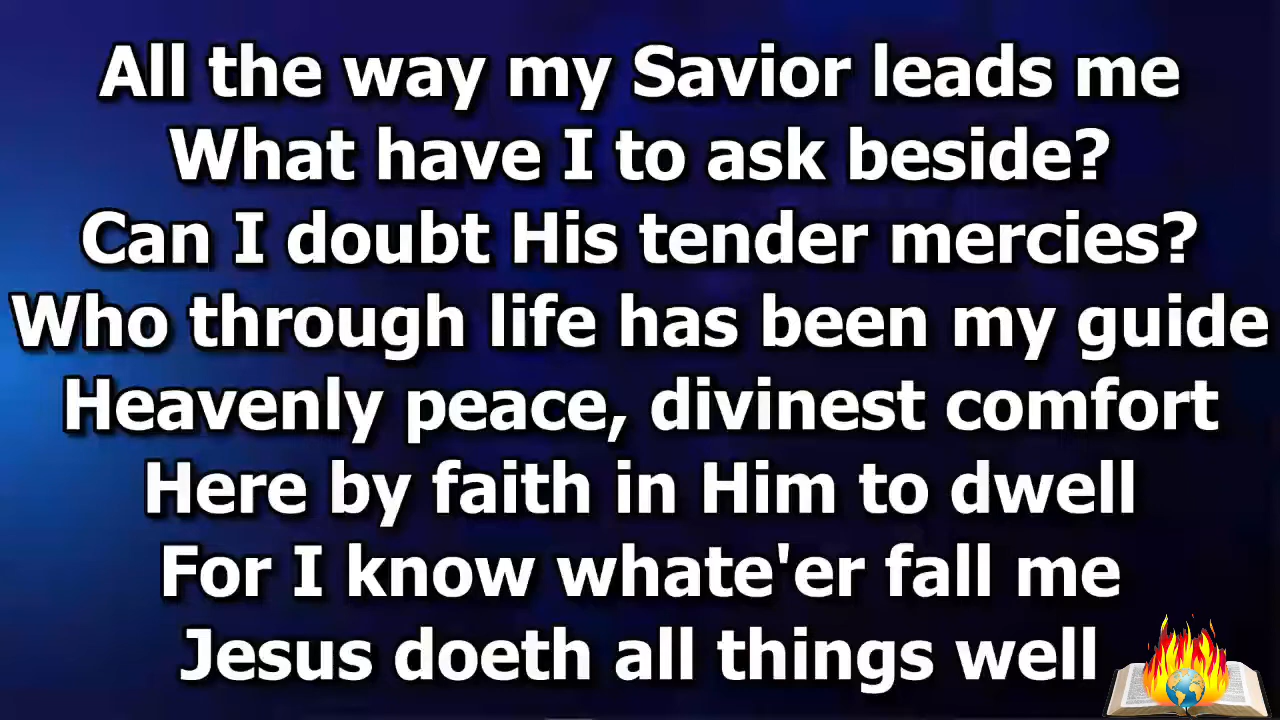 All the way my Savior leads me
What have I to ask beside?
Can I doubt His tender mercies?
Who through life has been my guide
Heavenly peace, divinest comfort
Here by faith in Him to dwell
For I know whate'er fall me
Jesus doeth all things well